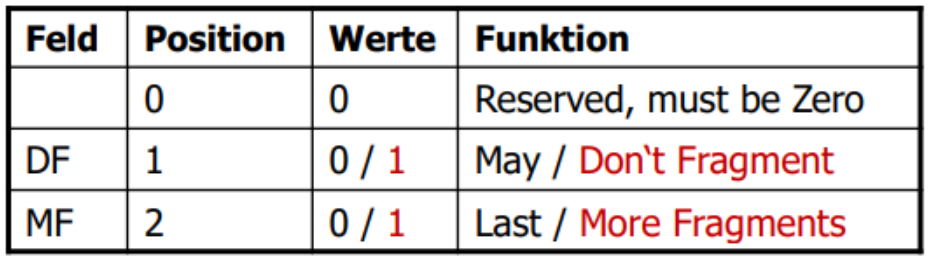 Feld Position Werte Funktion
0 0 Reserved, must be Zero
DF 1 0 / 1 May / Don‘t Fragment
MF 2 0 / 1 Last / More Fragments